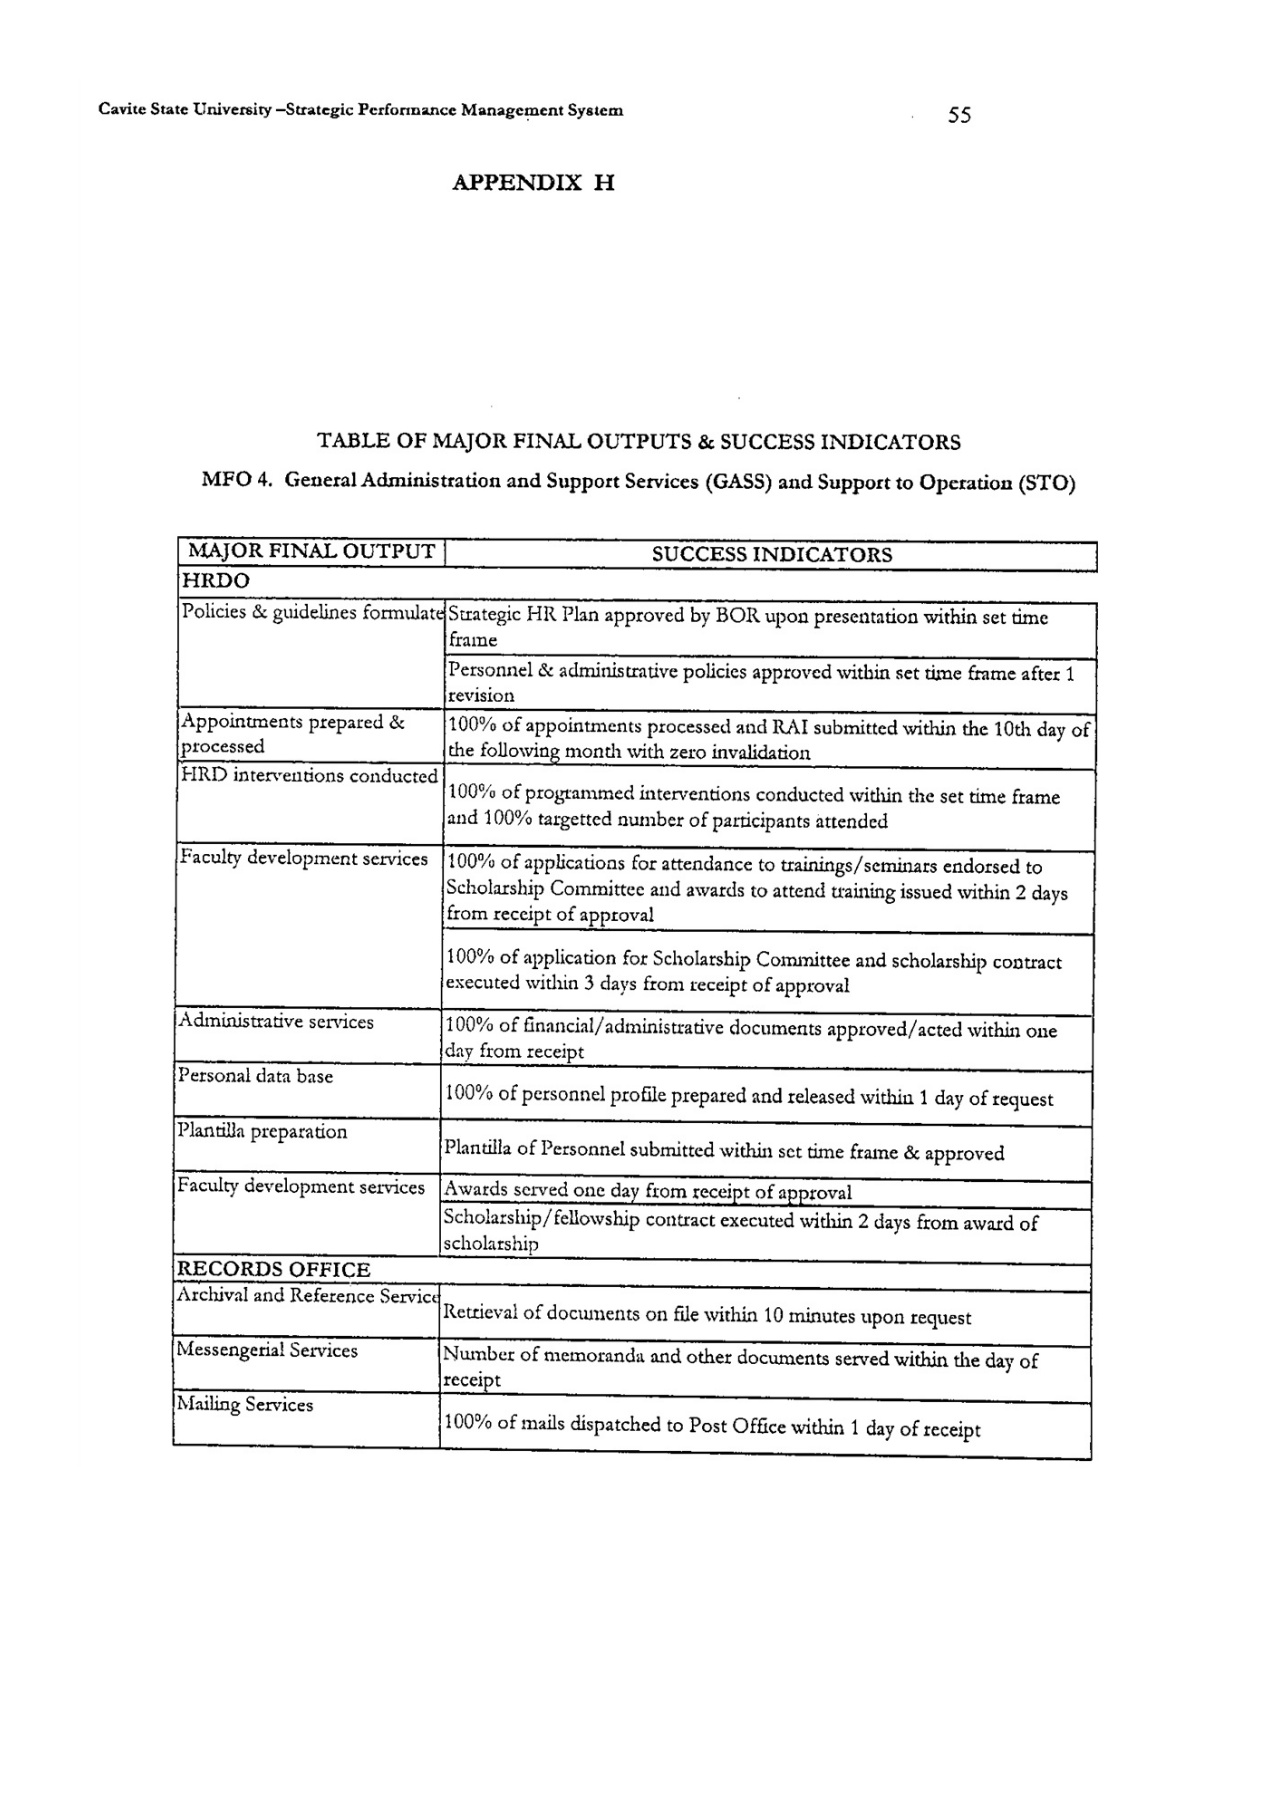 Cavite State University –Strategic Performance Management System
55
APPENDIX H
TABLE OF MAJOR FINAL OUTPUTS & SUCCESS INDICATORS
MFO 4. General Administration and Support Services (GASS) and Support to Operation (STO)
MAJOR FINAL OUTPUT
SUCCESS INDICATORS
HRDO
Policies & guidelines formulate
Strategic HR Plan approved by BOR upon presentation within set time
frame
Personnel & administrative policies approved within set time frame after 1
revision
Appointments prepared &
processed
100% of appointments processed and RAI submitted within the 10th day of
the following month with zero invalidation
HRD interventions conducted
100% of programmed interventions conducted within the set time frame
and 100% targetted number of participants attended
Faculty development services
100% of applications for attendance to trainings/seminars endorsed to
Scholarship Committee and awards to attend training issued within 2 days
from receipt of approval
100% of application for Scholarship Committee and scholarship contract
executed within 3 days from receipt of approval
Administrative services
100% of financial/administrative documents approved/acted within one
day from receipt
Personal data base
100% of personnel profile prepared and released within 1 day of request
Plantilla preparation
Plantilla of Personnel submitted within set time frame & approved
Faculty development services
Awards served one day from receipt of approval
Scholarship/fellowship contract executed within 2 days from award of
scholarship
RECORDS OFFICE
Archival and Reference Service
Retrieval of documents on file within 10 minutes upon request
Messengerial Services
Number of memoranda and other documents served within the day of
receipt
Mailing Services
100% of mails dispatched to Post Office within 1 day of receipt